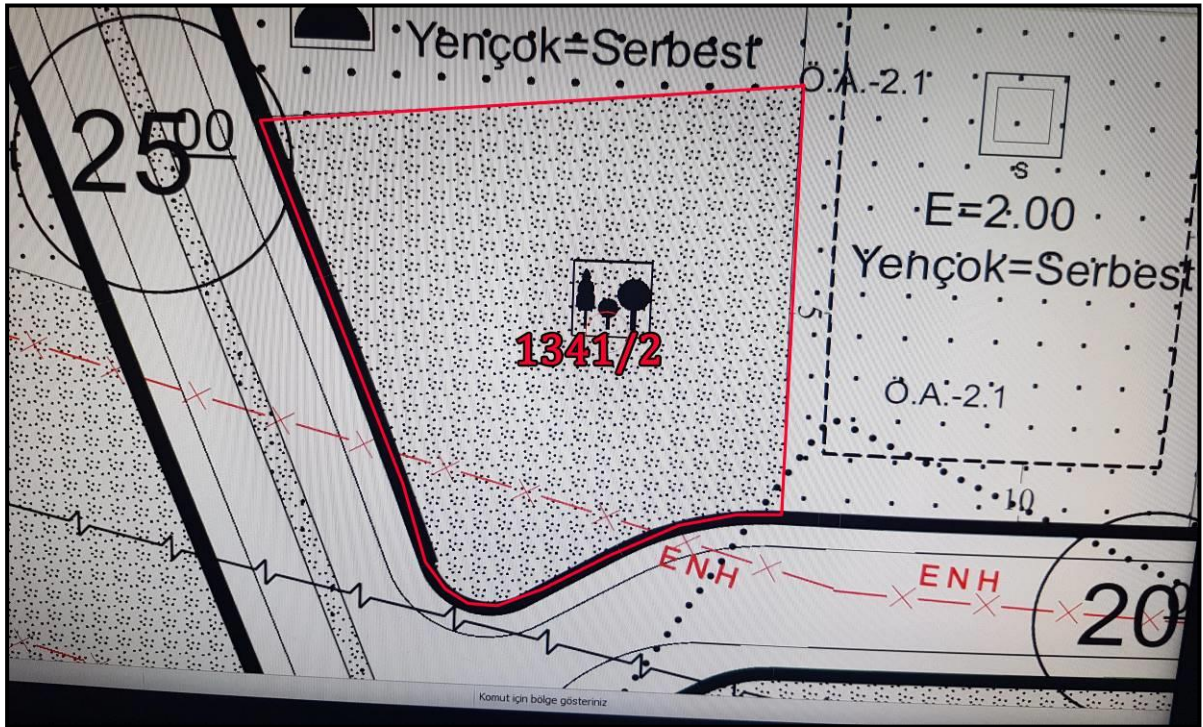 Yençok=Serbest
25 00
Ö.A.-2.1
S
E=2.00
Yençok=Serbest
5
1341/2
Ö.A.-2.1
10
ENH
ENH
20
Komut için bölge gösteriniz